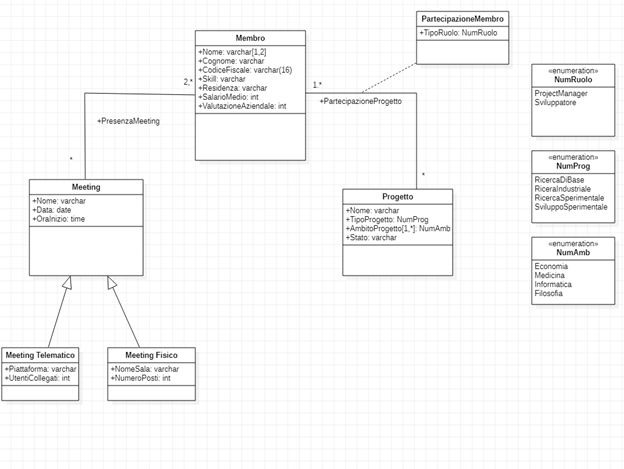 PartecipazioneMembro
+TipoRuolo: NumRuolo
Membro
+Nome: varchar[1,2]
+Cognome: varchar
+CodiceFiscale: varchar(16)
+Skill: varchar
+Residenza: varchar
+SalarioMedio: int
+ValutazioneAziendale: int
2,*
1.*
+PartecipazioneProgetto
+PresenzaMeeting
*
*
«enumeration»
NumRuolo
ProjectManager
Sviluppatore
«enumeration»
NumProg
RicercaDiBase
RiceraIndustriale
RicercaSperimentale
SviluppoSperimentale
«enumeration»
NumAmb
Economia
Medicina
Informatica
Filosofia
Meeting
+Nome: varchar
+Data: date
+OraInizio: time
Progetto
+Nome: varchar
+TipoProgetto: NumProg
+AmbitoProgetto[1,*]: NumAmb
+Stato: varchar
Meeting Telematico
+Piattaforma: varchar
+UtentiCollegati: int
Meeting Fisico
+NomeSala: varchar
+NumeroPosti: int